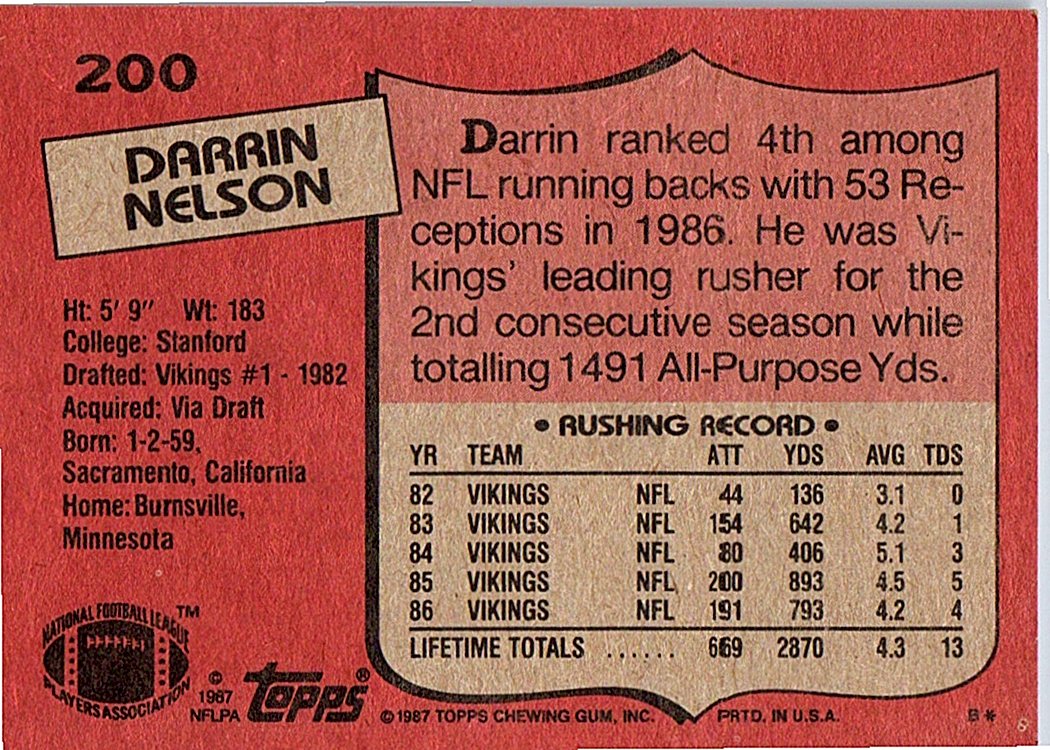 200
DARRIN
NELSON
Darrin ranked 4th among
NFL running backs with 53 Re-
ceptions in 1986. He was Vi-
kings' leading rusher for the
2nd consecutive season while
totalling 1491 All-Purpose Yds.
Ht: 5' 9" Wt: 183
College: Stanford
Drafted: Vikings #1 - 1982
Acquired: Via Draft
Born: 1-2-59,
Sacramento, California
Home: Burnsville,
Minnesota
• RUSHING RECORD •
YR TEAM ATT YDS AVG TDS
82 VIKINGS NFL 44 136 3.1 0
83 VIKINGS NFL 154 642 4.2 1
84 VIKINGS NFL 80 406 5.1 3
85 VIKINGS NFL 200 893 4.5 5
86 VIKINGS NFL 191 793 4.2 4
LIFETIME TOTALS ...... 669 2870 4.3 13
NATIONAL FOOTBALL LEAGUE ™
PLAYERS ASSOCIATION
©
1987
NFLPA
Topps®
©1987 TOPPS CHEWING GUM, INC. PRTD. IN U.S.A. B*
8